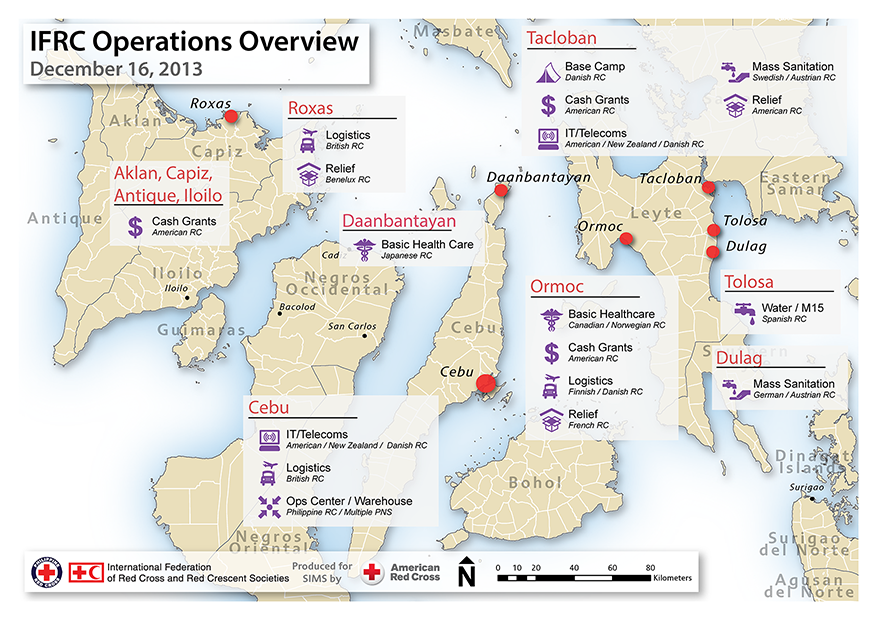 IFRC Operations Overview
December 16, 2013
Masbate
Tacloban
Base Camp
Danish RC
Mass Sanitation
Swedish / Austrian RC
Cash Grants
American RC
Relief
American RC
IT/Telecoms
American / New Zealand / Danish RC
Roxas
Aklan
Capiz
Roxas
Logistics
British RC
Relief
Benelux RC
Aklan, Capiz,
Antique, Iloilo
Cash Grants
American RC
Antique
Iloilo
Iloilo
Guimaras
Daanbantayan
Daanbantayan
Basic Health Care
Japanese RC
Cadiz
Negros
Occidental
Bacolod
San Carlos
Cebu
Cebu
Tacloban
Eastern
Samar
Leyte
Ormoc
Tolosa
Dulag
Ormoc
Basic Healthcare
Canadian / Norwegian RC
Cash Grants
American RC
Logistics
Finnish / Danish RC
Relief
French RC
Tolosa
Water / M15
Spanish RC
Dulag
Mass Sanitation
German / Austrian RC
Cebu
IT/Telecoms
American / New Zealand / Danish RC
Logistics
British RC
Ops Center / Warehouse
Philippine RC / Multiple PNS
Negros
Oriental
Bohol
Dinagat
Islands
Surigao
Surigao
del Norte
Agusan
del Norte
PHILIPPINE
RED CROSS
International Federation
of Red Cross and Red Crescent Societies
Produced for
SIMS by
American
Red Cross
N
0 10 20 40 60 80
Kilometers